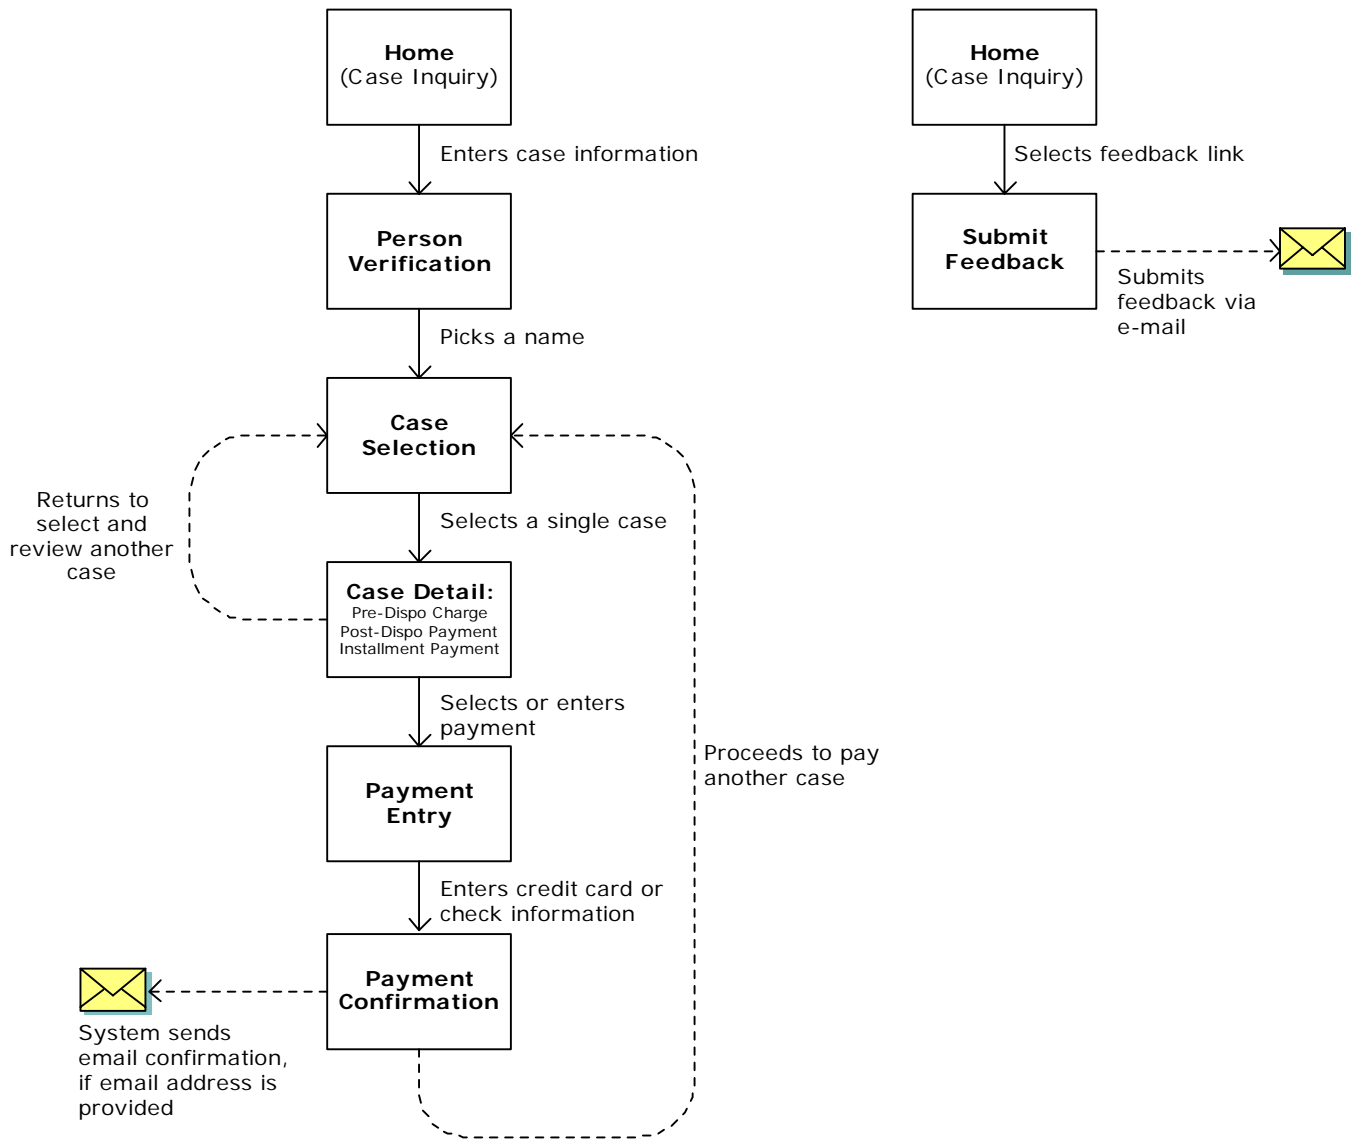 Home
(Case Inquiry)
Enters case information
Person
Verification
Picks a name
Case
Selection
Returns to
select and
review another
case
Selects a single case
Case Detail:
Pre-Dispo Charge
Post-Dispo Payment
Installment Payment
Selects or enters
payment
Proceeds to pay
another case
Payment
Entry
Enters credit card or
check information
Payment
Confirmation
System sends
email confirmation,
if email address is
provided
Home
(Case Inquiry)
Selects feedback link
Submit
Feedback
Submits
feedback via
e-mail